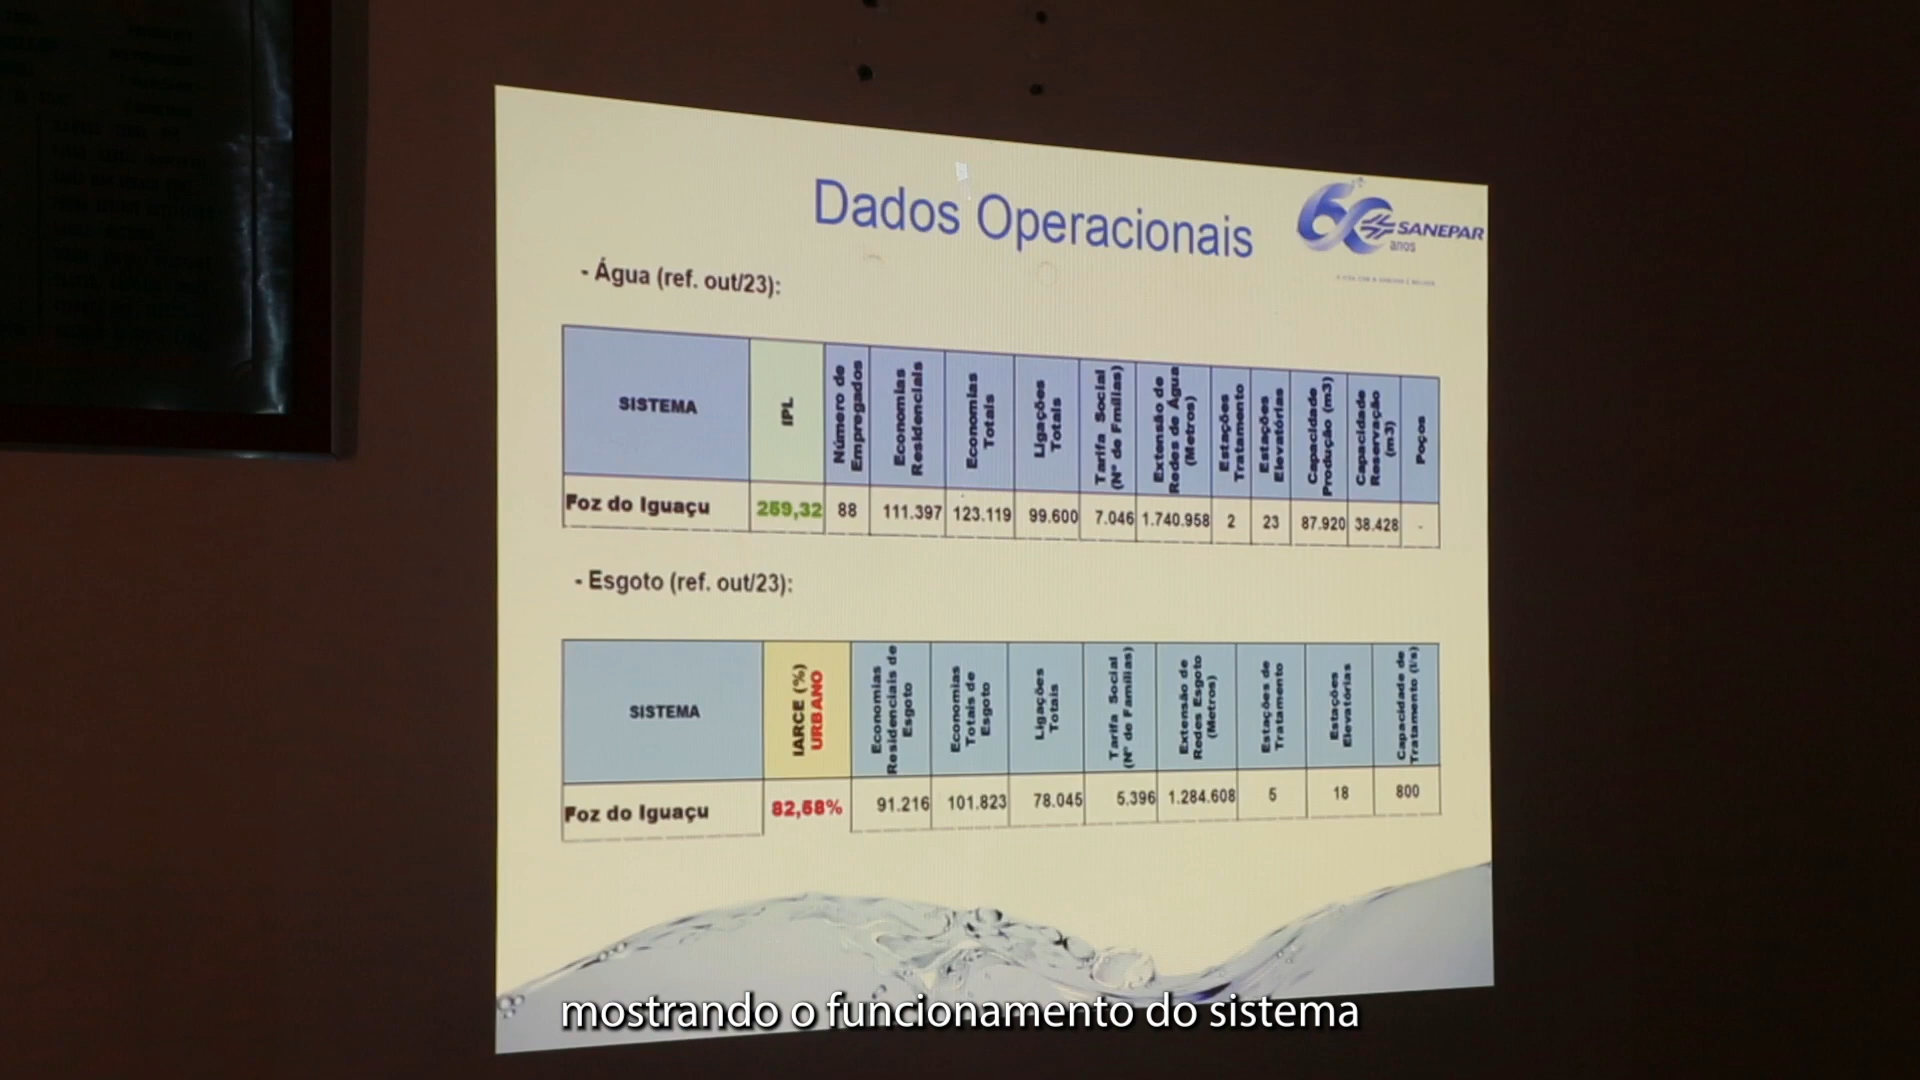 Dados Operacionais
60 anos SANEPAR
- Água (ref. out/23):
SISTEMA
IPL
Número de Empregados
Economias Residenciais
Economias Totais
Ligações Totais
Tarifa Social (Nº de Fmílias)
Extensão de Redes de Água (Metros)
Estações Tratamento
Estações Elevatórias
Capacidade Produção (m3)
Capacidade Reservação (m3)
Poços
Foz do Iguaçu 259,32 88 111.397 123.119 99.600 7.046 1.740.958 2 23 87.920 38.428 -
- Esgoto (ref. out/23):
SISTEMA
IARCE (%) URBANO
Economias Residenciais de Esgoto
Economias Totais de Esgoto
Ligações Totais
Tarifa Social (Nº de Famílias)
Extensão de Redes Esgoto (Metros)
Estações de Tratamento
Estações Elevatórias
Capacidade de Tratamento (l/s)
Foz do Iguaçu 82,58% 91.216 101.823 78.045 5.396 1.284.608 5 18 800
mostrando o funcionamento do sistema